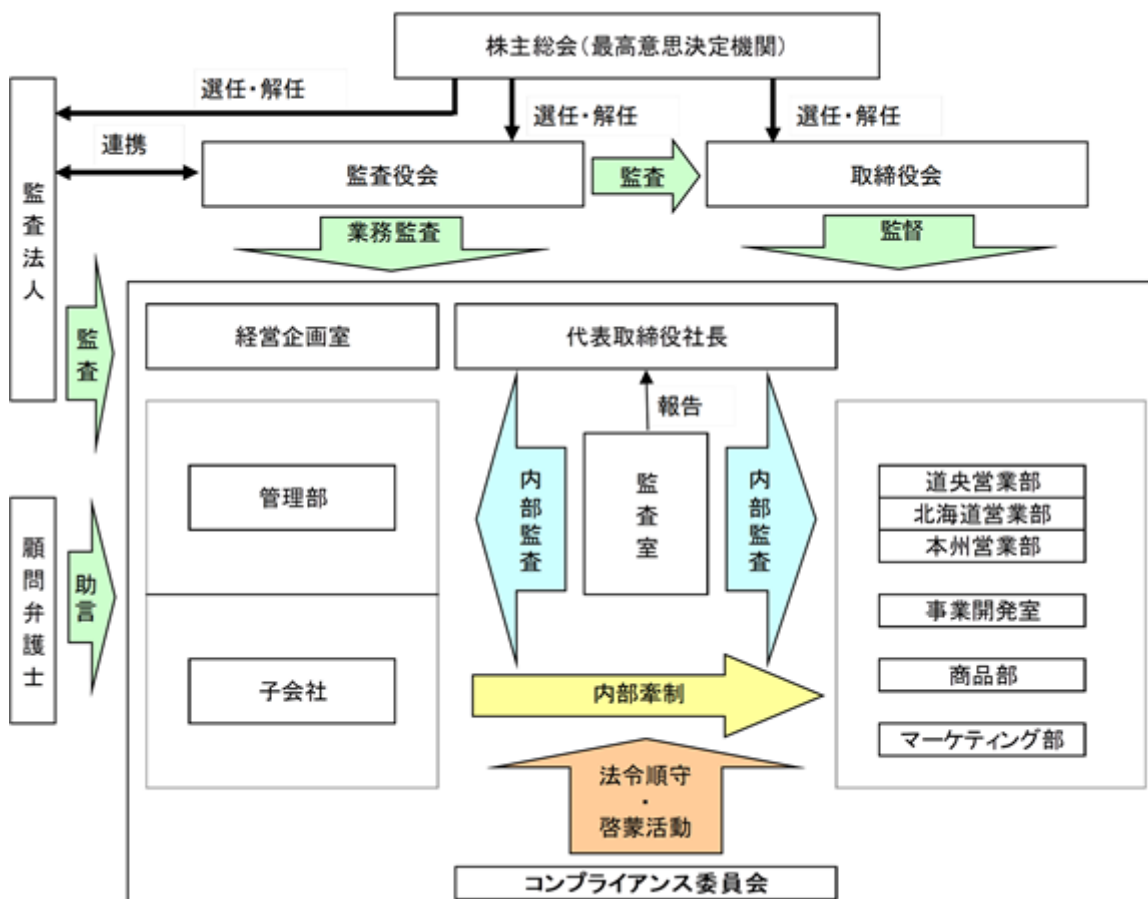 株主総会（最高意思決定機関）
選任・解任
選任・解任
選任・解任
連携
監査法人
監査役会
監査
取締役会
業務監査
監督
監査
経営企画室
代表取締役社長
報告
内部監査
監査室
内部監査
管理部
道央営業部
北海道営業部
本州営業部
顧問弁護士
助言
事業開発室
子会社
内部牽制
商品部
マーケティング部
法令順守
・
啓蒙活動
コンプライアンス委員会